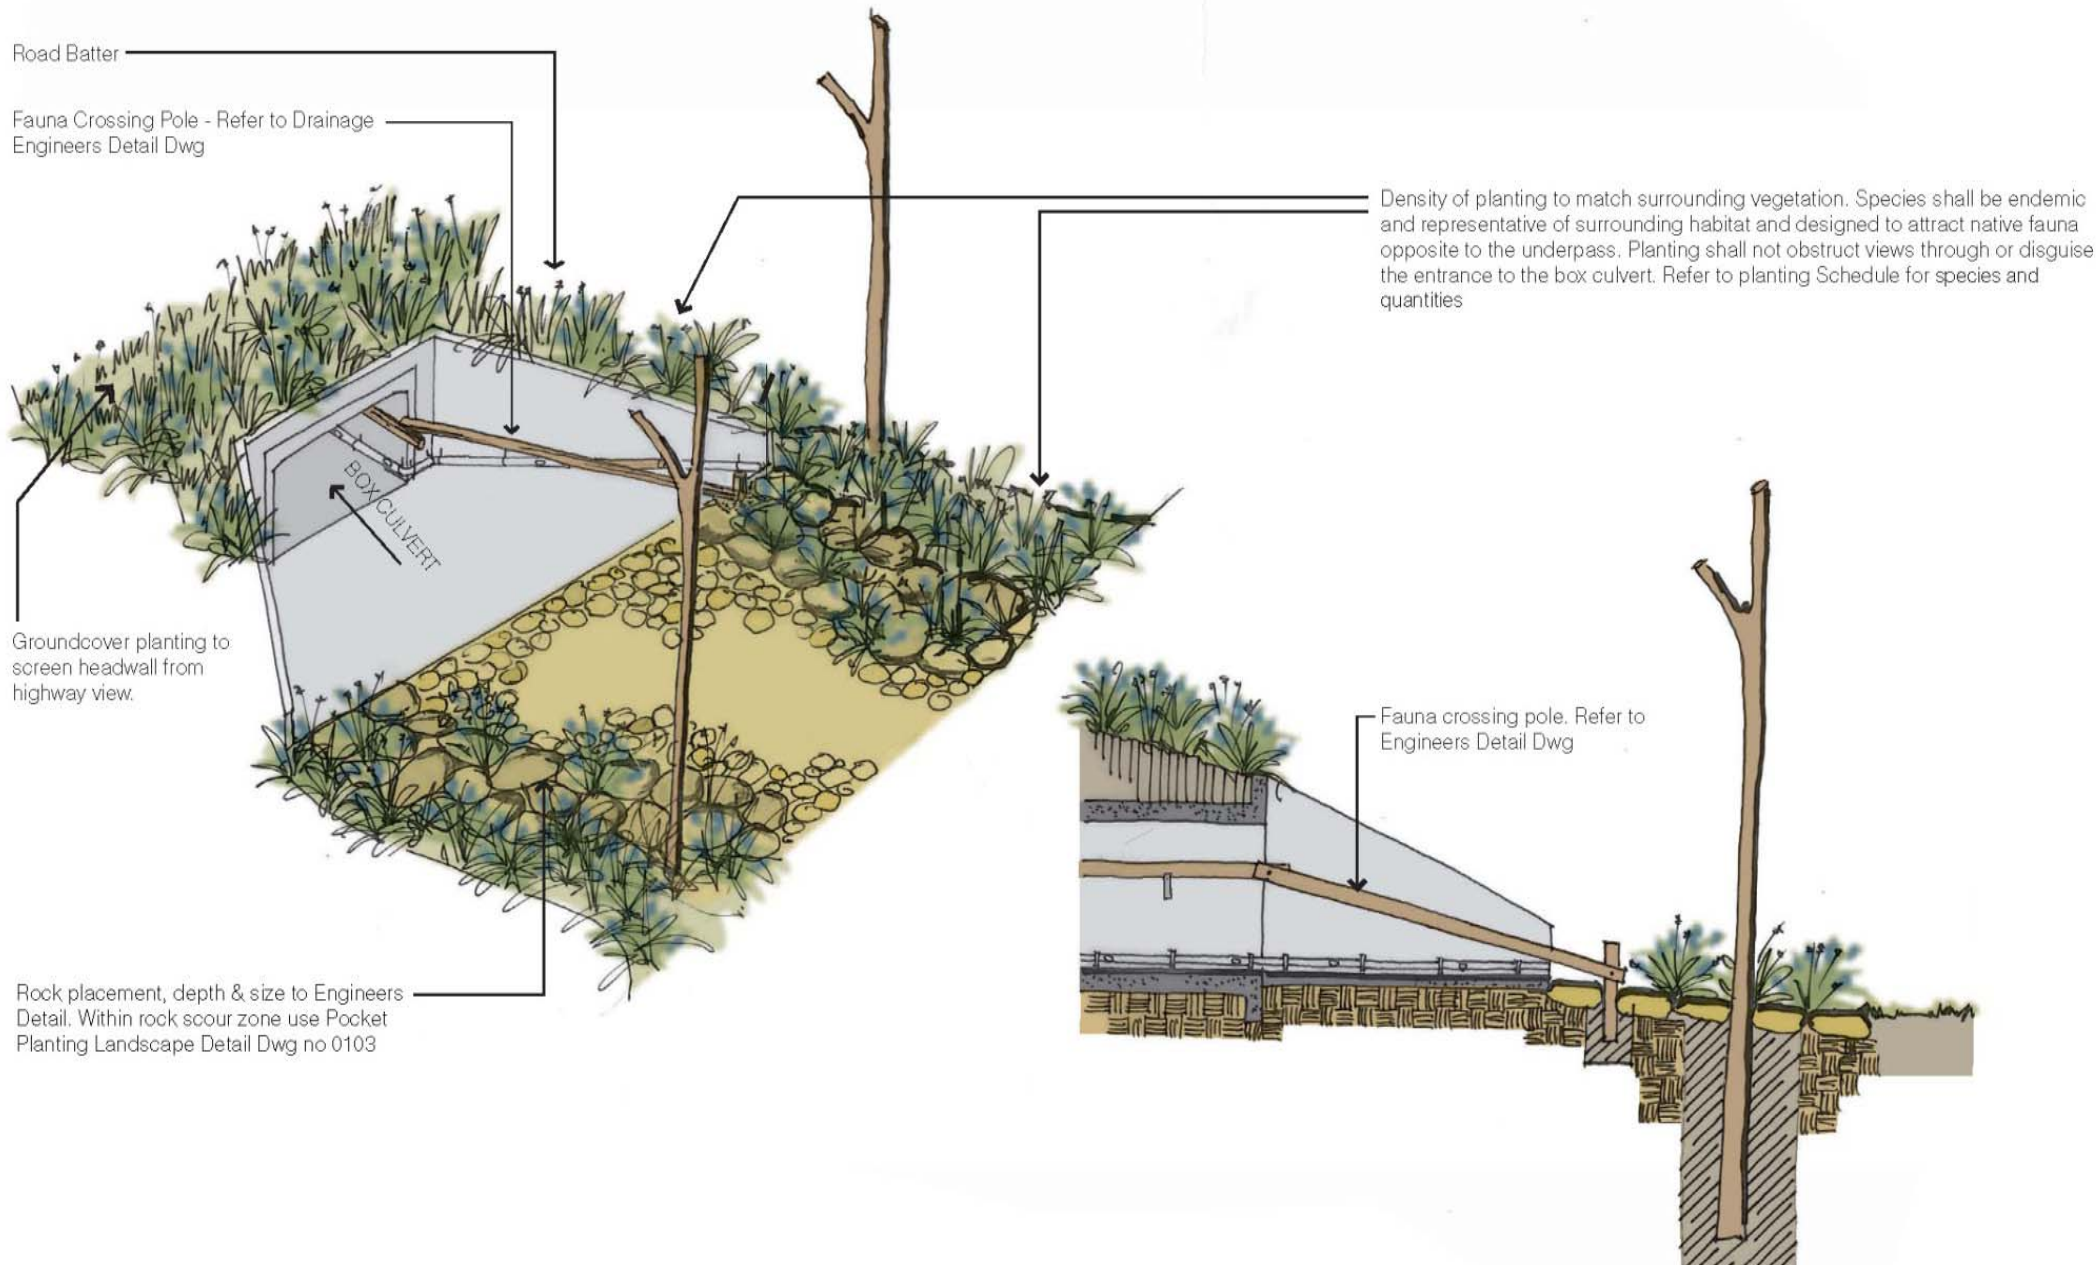 Road Batter
Fauna Crossing Pole - Refer to Drainage
Engineers Detail Dwg
Density of planting to match surrounding vegetation. Species shall be endemic
and representative of surrounding habitat and designed to attract native fauna
opposite to the underpass. Planting shall not obstruct views through or disguise
the entrance to the box culvert. Refer to planting Schedule for species and
quantities
BOX CULVERT
Groundcover planting to
screen headwall from
highway view.
Fauna crossing pole. Refer to
Engineers Detail Dwg
Rock placement, depth & size to Engineers
Detail. Within rock scour zone use Pocket
Planting Landscape Detail Dwg no 0103